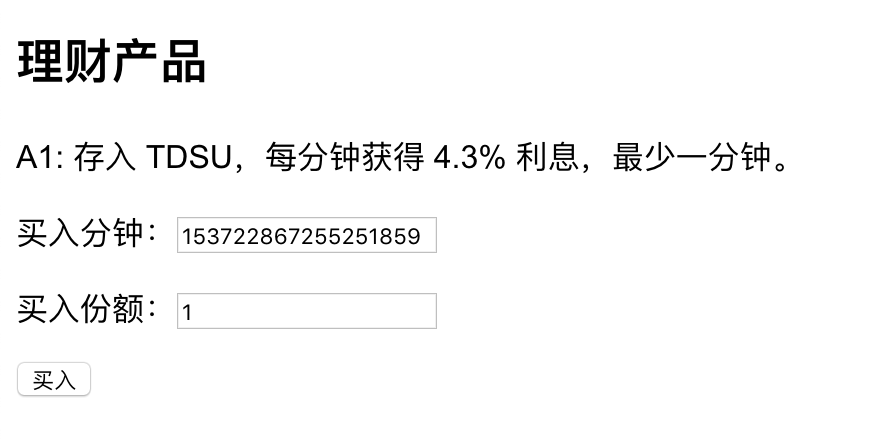 理财产品
A1: 存入 TDSU，每分钟获得 4.3% 利息，最少一分钟。
买入分钟： 153722867255251859
买入份额： 1
买入